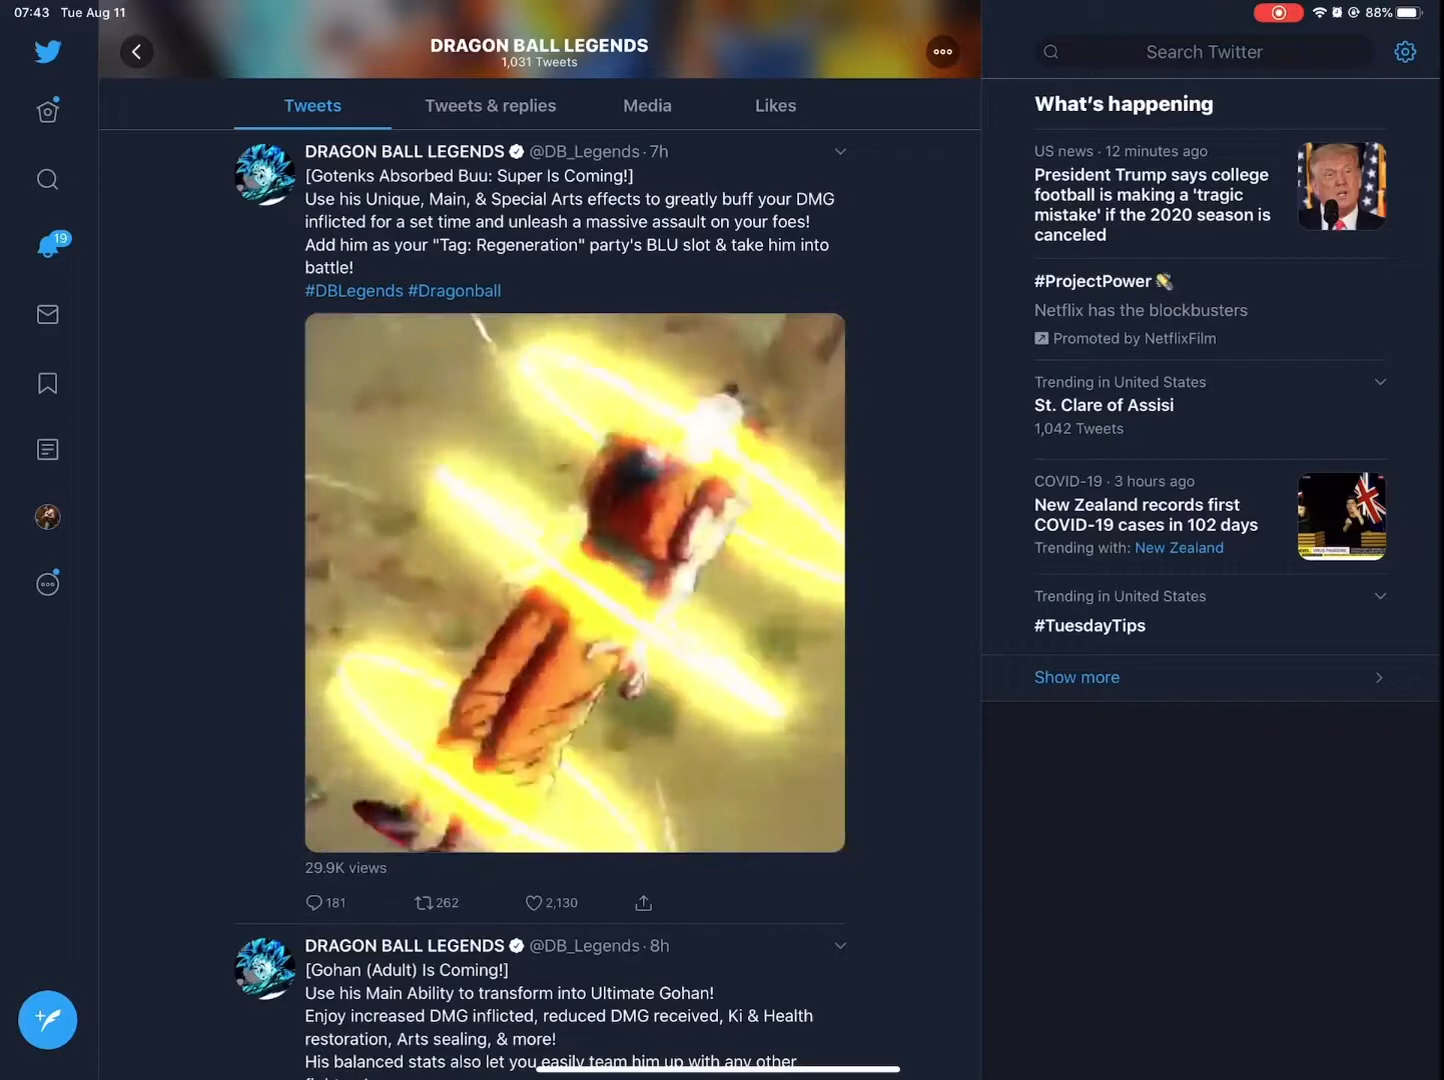 07:43 Tue Aug 11
88%
DRAGON BALL LEGENDS
1,031 Tweets
Search Twitter
Tweets
Tweets & replies
Media
Likes
19
DRAGON BALL LEGENDS @DB_Legends · 7h
[Gotenks Absorbed Buu: Super Is Coming!]
Use his Unique, Main, & Special Arts effects to greatly buff your DMG
inflicted for a set time and unleash a massive assault on your foes!
Add him as your "Tag: Regeneration" party's BLU slot & take him into
battle!
#DBLegends #Dragonball
29.9K views
181
262
2,130
DRAGON BALL LEGENDS @DB_Legends · 8h
[Gohan (Adult) Is Coming!]
Use his Main Ability to transform into Ultimate Gohan!
Enjoy increased DMG inflicted, reduced DMG received, Ki & Health
restoration, Arts sealing, & more!
His balanced stats also let you easily team him up with any other
What's happening
US news · 12 minutes ago
President Trump says college
football is making a 'tragic
mistake' if the 2020 season is
canceled
#ProjectPower
Netflix has the blockbusters
Promoted by NetflixFilm
Trending in United States
St. Clare of Assisi
1,042 Tweets
COVID-19 · 3 hours ago
New Zealand records first
COVID-19 cases in 102 days
Trending with: New Zealand
Trending in United States
#TuesdayTips
Show more